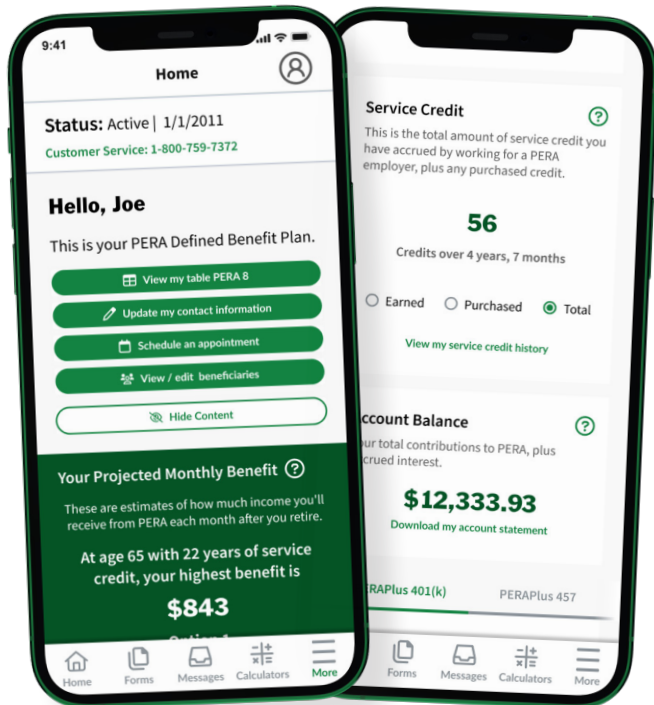 9:41
Home
Status: Active | 1/1/2011
Customer Service: 1-800-759-7372
Hello, Joe
This is your PERA Defined Benefit Plan.
View my table PERA 8
Update my contact information
Schedule an appointment
View / edit beneficiaries
Hide Content
Your Projected Monthly Benefit ?
These are estimates of how much income you'll
receive from PERA each month after you retire.
At age 65 with 22 years of service
credit, your highest benefit is
$843
Option 1
Home Forms Messages Calculators More
Service Credit ?
This is the total amount of service credit you
have accrued by working for a PERA
employer, plus any purchased credit.
56
Credits over 4 years, 7 months
Earned Purchased Total
View my service credit history
ccount Balance ?
ur total contributions to PERA, plus
crued interest.
$12,333.93
Download my account statement
ERAPlus 401(k) PERAPlus 457
Forms Messages Calculators More